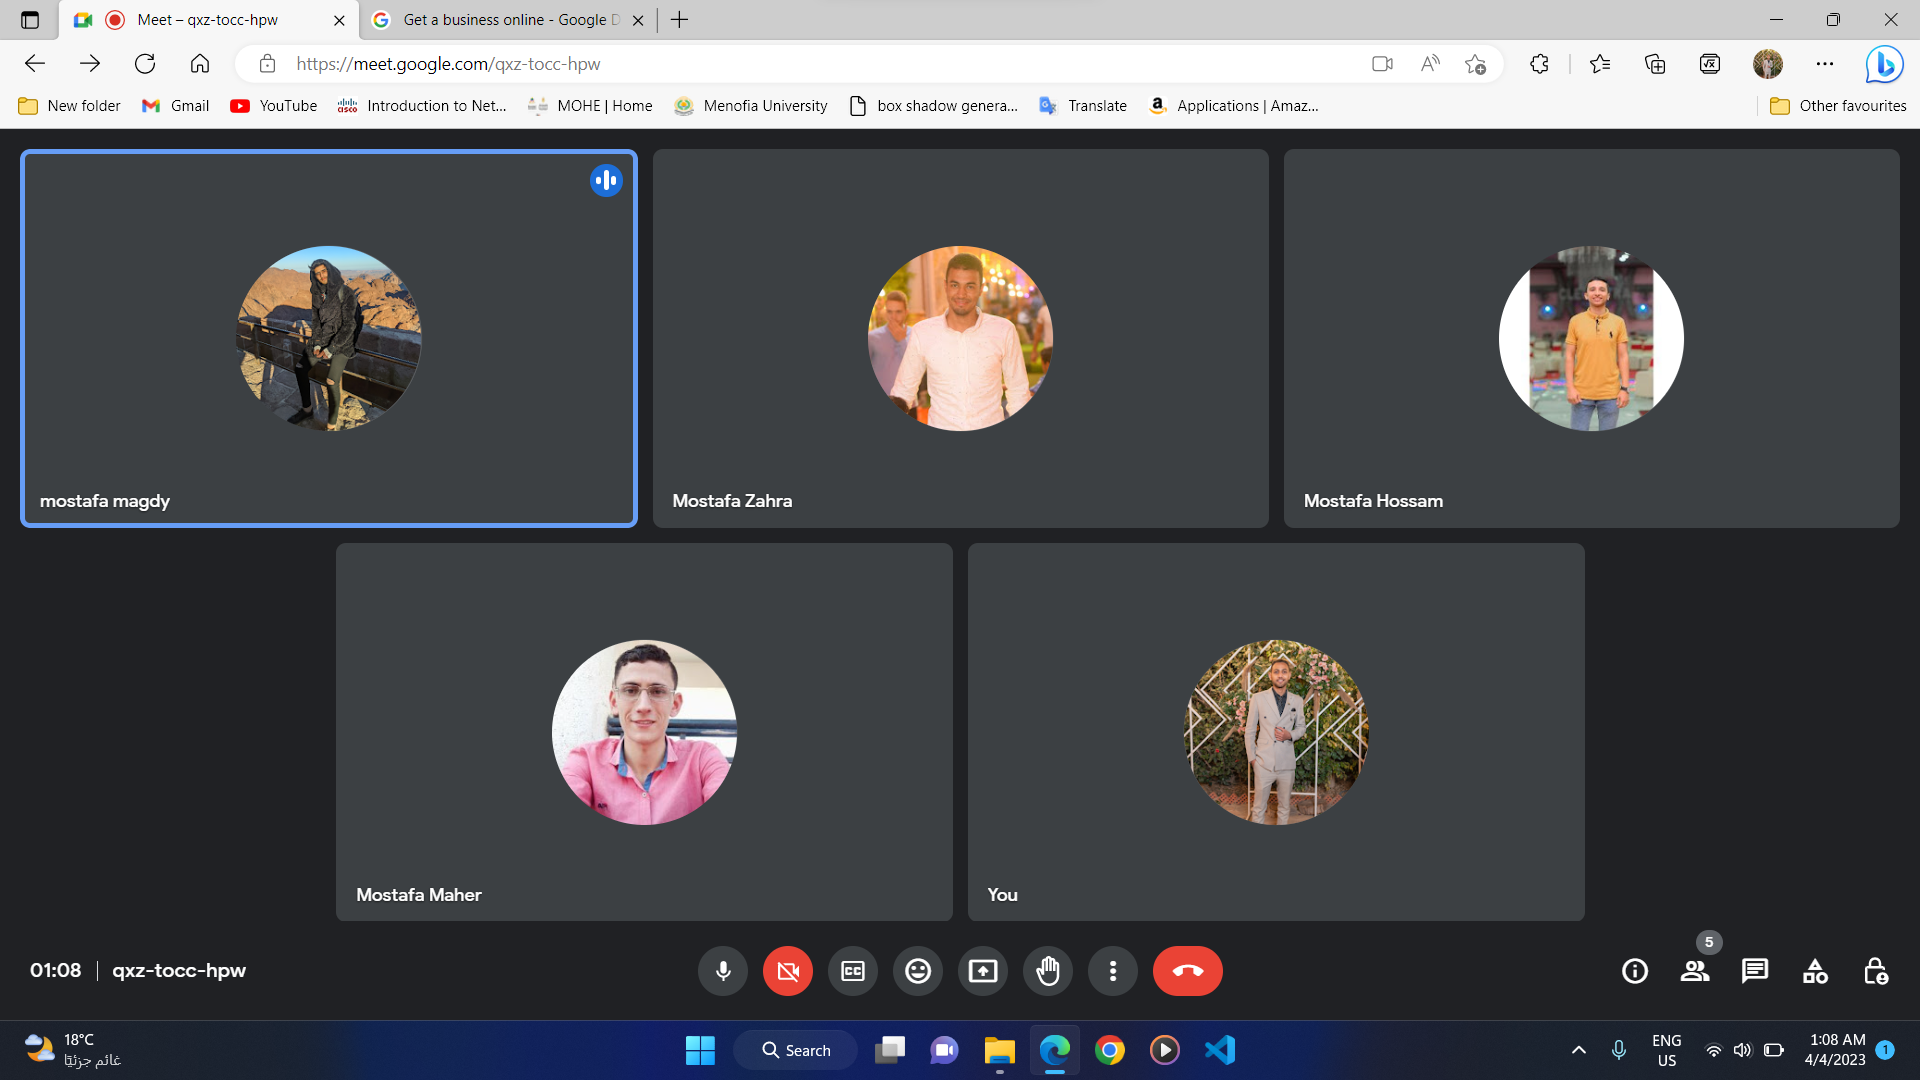 Meet – qxz-tocc-hpw
Get a business online - Google D
https://meet.google.com/qxz-tocc-hpw
New folder
Gmail
YouTube
Introduction to Net...
MOHE | Home
Menofia University
box shadow genera...
Translate
Applications | Amaz...
Other favourites
mostafa magdy
Mostafa Zahra
Mostafa Hossam
Mostafa Maher
You
01:08 | qxz-tocc-hpw
5
18°C
غائم جزئيًا
Search
ENG
US
1:08 AM
4/4/2023
1